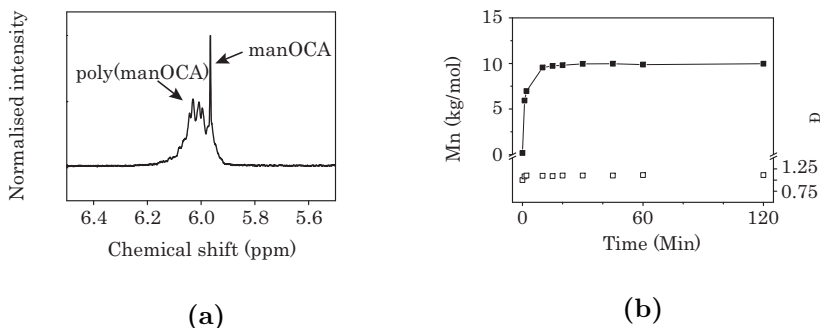 Normalised intensity
manOCA
poly(manOCA)
6.4 6.2 6.0 5.8 5.6
Chemical shift (ppm)
(a)
Mn (kg/mol)
15
10
5
0
1.25
0.75
Đ
0 60 120
Time (Min)
(b)